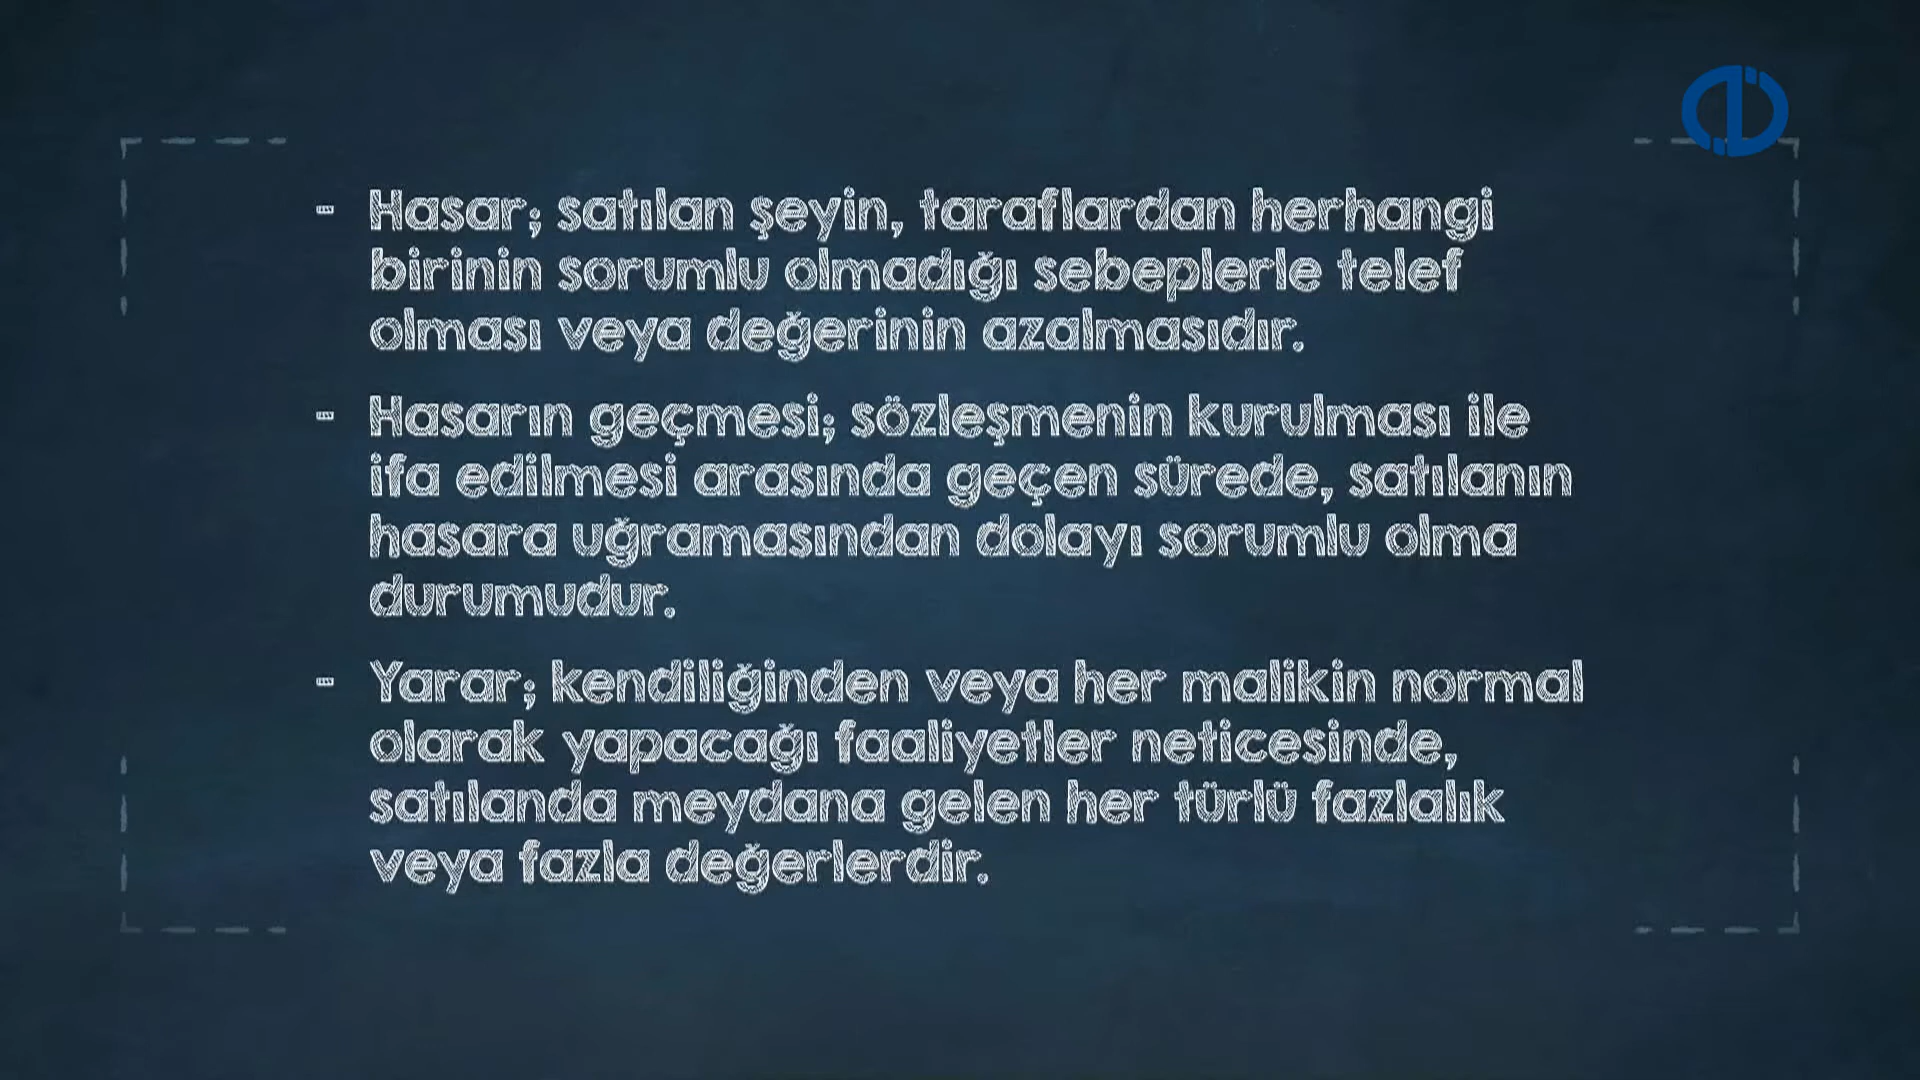 - Hasar; satılan şeyin, taraflardan herhangi
birinin sorumlu olmadığı sebeplerle telef
olması veya değerinin azalmasıdır.
- Hasarın geçmesi; sözleşmenin kurulması ile
ifa edilmesi arasında geçen sürede, satılanın
hasara uğramasından dolayı sorumlu olma
durumudur.
- Yarar; kendiliğinden veya her malikin normal
olarak yapacağı faaliyetler neticesinde,
satılanda meydana gelen her türlü fazlalık
veya fazla değerlerdir.